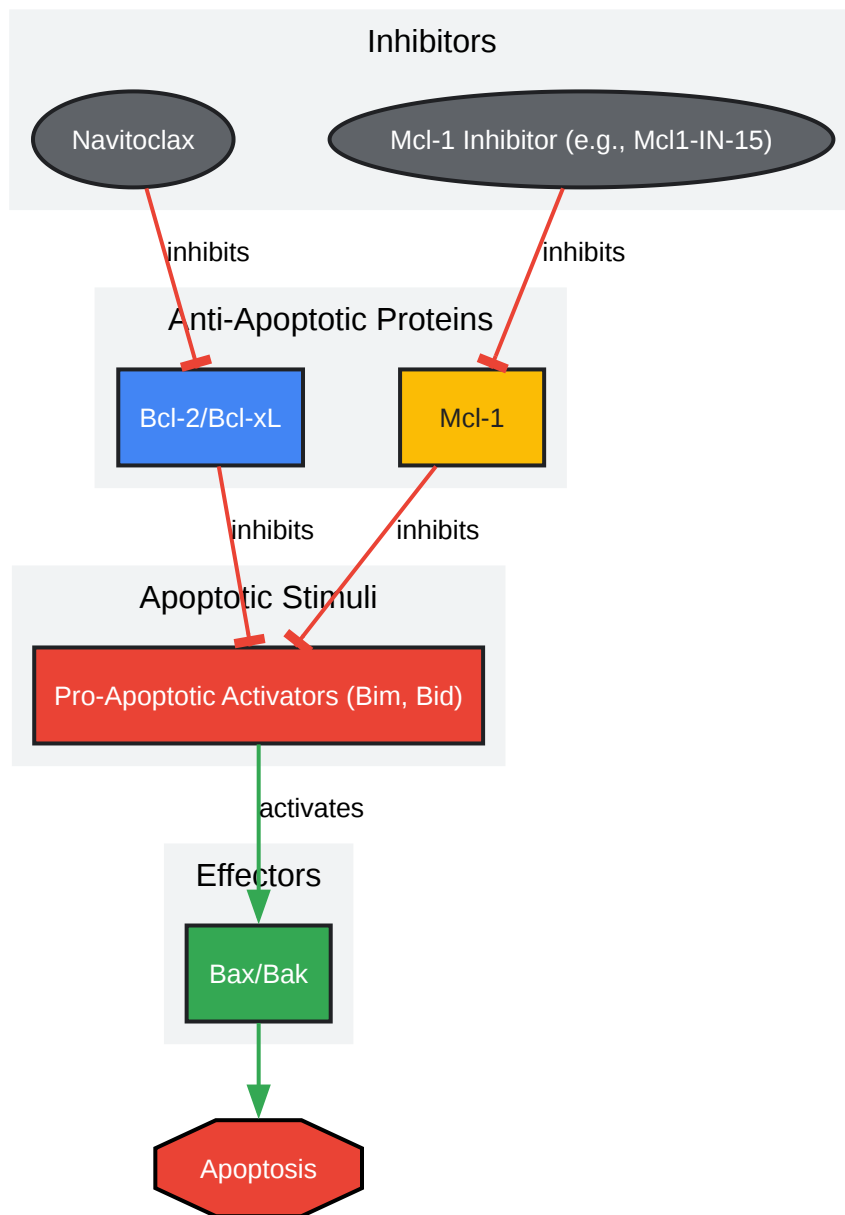 Inhibitors
Navitoclax
Mcl-1 Inhibitor (e.g., Mcl1-IN-15)
inhibits
inhibits
Anti-Apoptotic Proteins
Bcl-2/Bcl-xL
Mcl-1
inhibits
inhibits
Apoptotic Stimuli
Pro-Apoptotic Activators (Bim, Bid)
activates
Effectors
Bax/Bak
Apoptosis